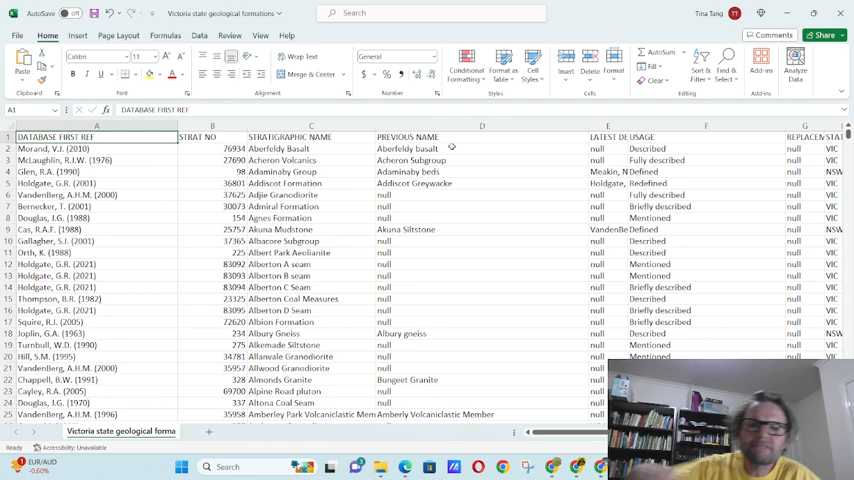 AutoSave Off Victoria state geological formations Search Tina Tang TT
File Home Insert Page Layout Formulas Data Review View Help Comments Share
Paste Calibri 11 General Conditional Formatting Format as Table Cell Styles Insert Delete Format AutoSum Fill Clear Sort & Filter Find & Select Add-ins Analyze Data
B I U Wrap Text Merge & Center $ % 9
Clipboard Font Alignment Number Styles Cells Editing Add-ins
A1 fx DATABASE FIRST REF
A B C D E F G H I
1 DATABASE FIRST REF STRAT NO STRATIGRAPHIC NAME PREVIOUS NAME LATEST DE USAGE REPLACEM STAT
2 Morand, V.J. (2010) 76934 Aberfeldy Basalt Aberfeldy basalt null Described null VIC
3 McLaughlin, R.J.W. (1976) 27690 Acheron Volcanics Acheron Subgroup null Fully described null VIC
4 Glen, R.A. (1990) 98 Adaminaby Group Adaminaby beds Meakin, N Defined null NSW
5 Holdgate, G.R. (2001) 36801 Addiscot Formation Addiscot Greywacke Holdgate, Redefined null VIC
6 VandenBerg, A.H.M. (2000) 37625 Adjie Granodiorite null null Fully described null VIC
7 Bernecker, T. (2001) 30073 Admiral Formation null null Briefly described null VIC
8 Douglas, J.G. (1988) 154 Agnes Formation null null Mentioned null VIC
9 Cas, R.A.F. (1988) 25757 Akuna Mudstone Akuna Siltstone VandenBe Defined null NSW
10 Gallagher, S.J. (2001) 37365 Albacore Subgroup null null Described null VIC
11 Orth, K. (1988) 225 Albert Park Aeolianite null null Described null VIC
12 Holdgate, G.R. (2021) 83092 Alberton A seam null null Mentioned null VIC
13 Holdgate, G.R. (2021) 83093 Alberton B seam null null Mentioned null VIC
14 Holdgate, G.R. (2021) 83094 Alberton C Seam null null Briefly described null VIC
15 Thompson, B.R. (1982) 23325 Alberton Coal Measures null null Mentioned null VIC
16 Holdgate, G.R. (2021) 83095 Alberton D Seam null null Briefly described null VIC
17 Squire, R.J. (2005) 72620 Albion Formation null null Briefly described null VIC
18 Joplin, G.A. (1963) 234 Albury Gneiss Albury gneiss null Described null VIC
19 Turnbull, W.D. (1990) 275 Alkemade Siltstone null null Mentioned null VIC
20 Hill, S.M. (1995) 34781 Allanvale Granodiorite null null Mentioned
21 VandenBerg, A.H.M. (2000) 35957 Allwood Granodiorite null null
22 Chappell, B.W. (1991) 328 Almonds Granite Bungeet Granite null
23 Cayley, R.A. (2005) 69700 Alpine Road pluton null null
24 Douglas, J.G. (1970) 337 Altona Coal Seam null null
25 VandenBerg, A.H.M. (1996) 35958 Amberley Park Volcaniclastic Mem Amberly Volcaniclastic Member null
Victoria state geological forma
Ready Accessibility: Unavailable
EUR/AUD
-0.60%
Search